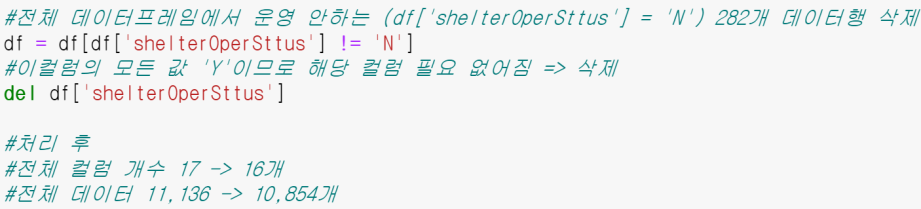 #전체 데이터프레임에서 운영 안하는 (df['shelterOperSttus'] = 'N') 282개 데이터행 삭제
df = df[df['shelterOperSttus'] != 'N']
#이컬럼의 모든 값 'Y'이므로 해당 컬럼 필요 없어짐 => 삭제
del df['shelterOperSttus']
#처리 후
#전체 컬럼 개수 17 -> 16개
#전체 데이터 11,136 -> 10,854개